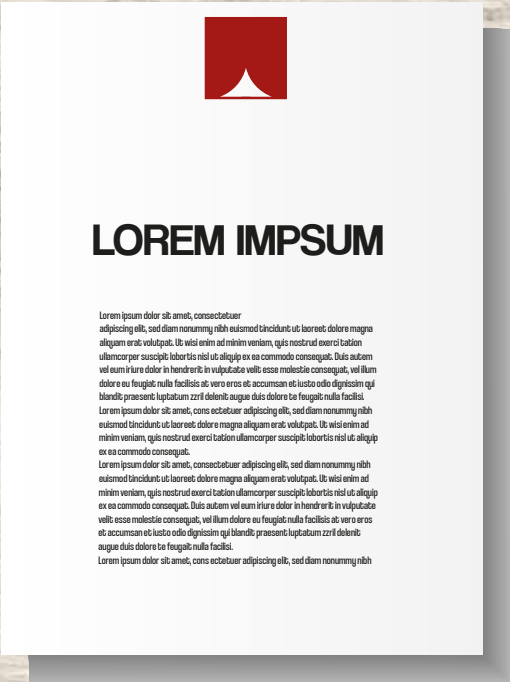 LOREM IMPSUM
Lorem ipsum dolor sit amet, consectetuer
adipiscing elit, sed diam nonummy nibh euismod tincidunt ut laoreet dolore magna
aliquam erat volutpat. Ut wisi enim ad minim veniam, quis nostrud exerci tation
ullamcorper suscipit lobortis nisl ut aliquip ex ea commodo consequat. Duis autem
vel eum iriure dolor in hendrerit in vulputate velit esse molestie consequat, vel illum
dolore eu feugiat nulla facilisis at vero eros et accumsan et iusto odio dignissim qui
blandit praesent luptatum zzril delenit augue duis dolore te feugait nulla facilisi.
Lorem ipsum dolor sit amet, cons ectetuer adipiscing elit, sed diam nonummy nibh
euismod tincidunt ut laoreet dolore magna aliquam erat volutpat. Ut wisi enim ad
minim veniam, quis nostrud exerci tation ullamcorper suscipit lobortis nisl ut aliquip
ex ea commodo consequat.
Lorem ipsum dolor sit amet, consectetuer adipiscing elit, sed diam nonummy nibh
euismod tincidunt ut laoreet dolore magna aliquam erat volutpat. Ut wisi enim ad
minim veniam, quis nostrud exerci tation ullamcorper suscipit lobortis nisl ut aliquip
ex ea commodo consequat. Duis autem vel eum iriure dolor in hendrerit in vulputate
velit esse molestie consequat, vel illum dolore eu feugiat nulla facilisis at vero eros
et accumsan et iusto odio dignissim qui blandit praesent luptatum zzril delenit
augue duis dolore te feugait nulla facilisi.
Lorem ipsum dolor sit amet, cons ectetuer adipiscing elit, sed diam nonummy nibh